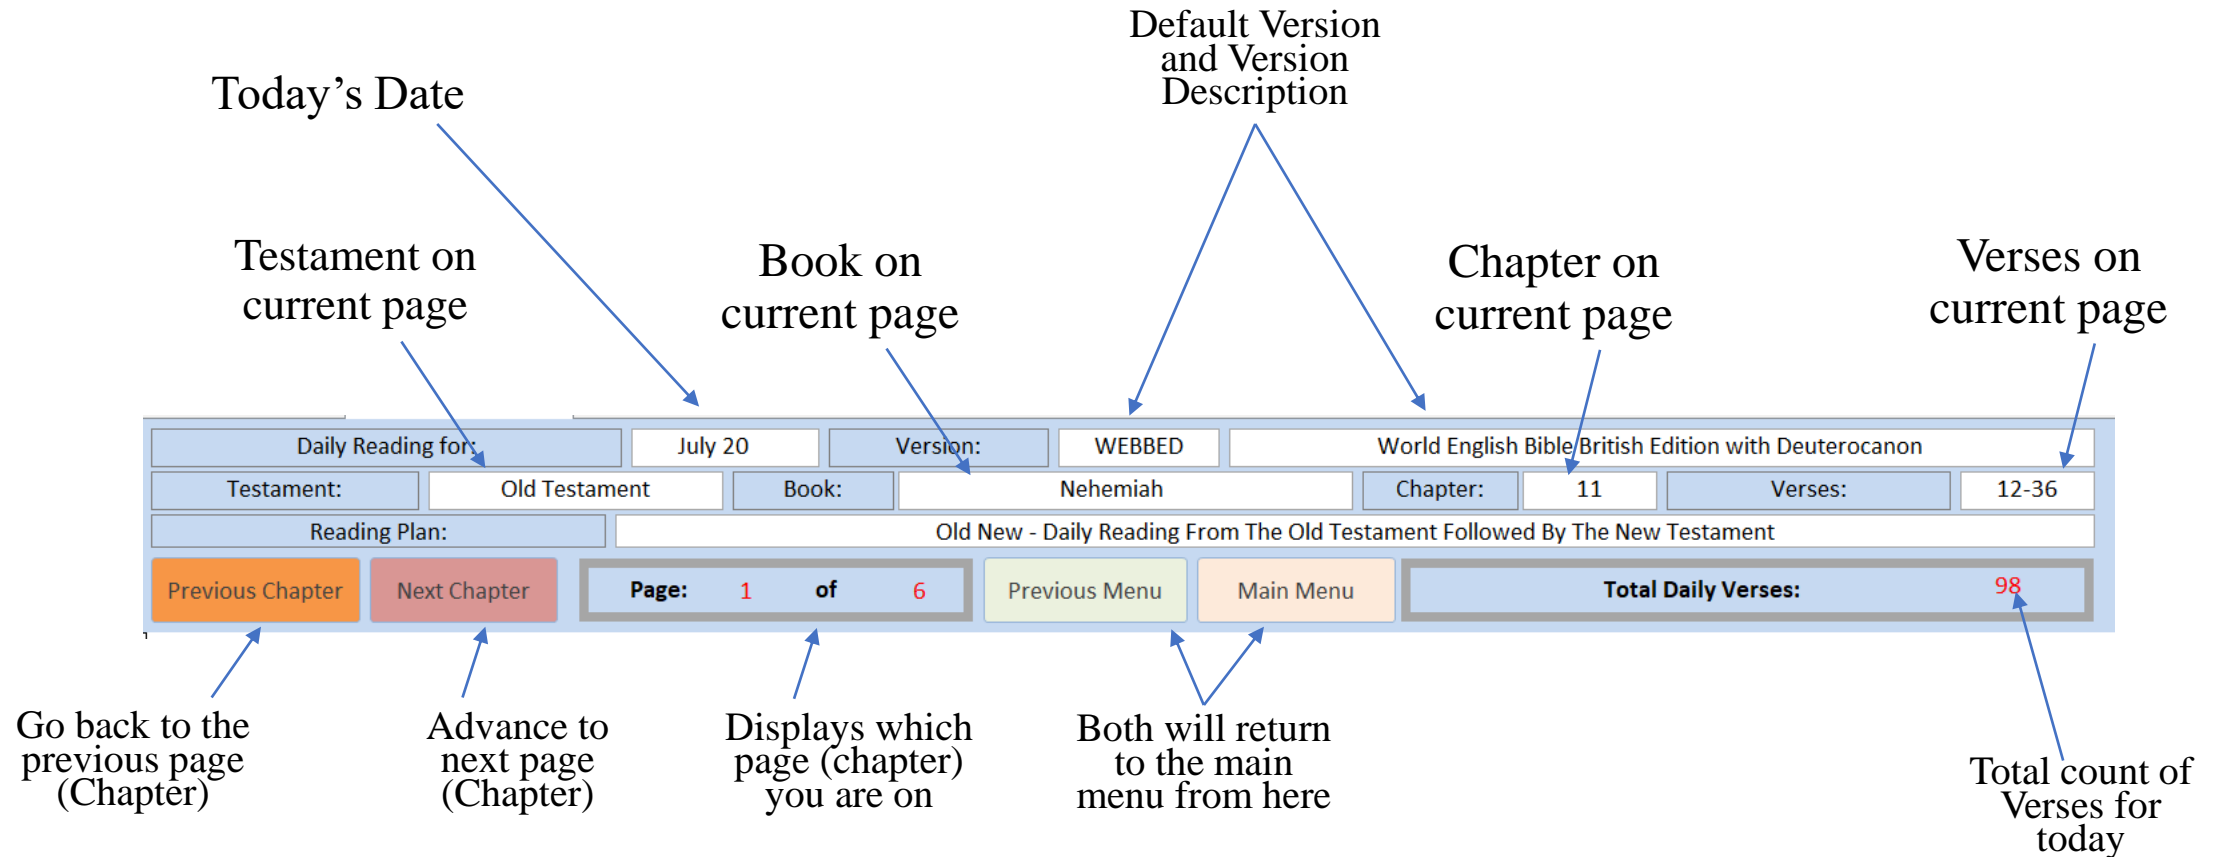 Default Version
and Version
Description
Today’s Date
Testament on
current page
Book on
current page
Chapter on
current page
Verses on
current page
Daily Reading for: July 20 Version: WEBBED World English Bible British Edition with Deuterocanon
Testament: Old Testament Book: Nehemiah Chapter: 11 Verses: 12-36
Reading Plan: Old New - Daily Reading From The Old Testament Followed By The New Testament
Previous Chapter Next Chapter Page: 1 of 6 Previous Menu Main Menu Total Daily Verses: 98
Go back to the
previous page
(Chapter)
Advance to
next page
(Chapter)
Displays which
page (chapter)
you are on
Both will return
to the main
menu from here
Total count of
Verses for
today